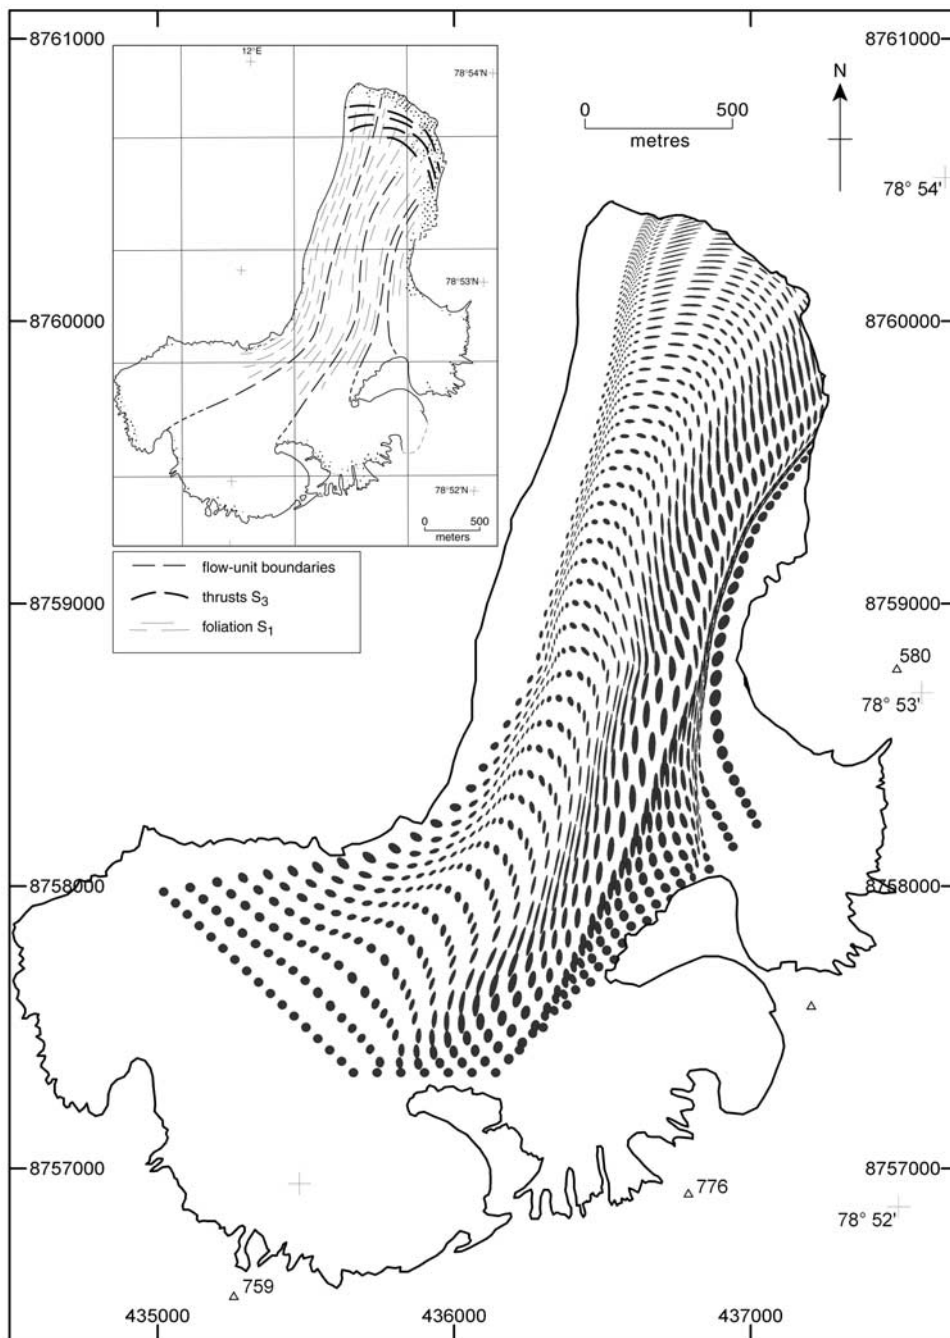 8761000
8761000
12°E
78°54'N
N
0 500
metres
78° 54'
8760000
8760000
78°53'N
78°52'N
0 500
meters
flow-unit boundaries
thrusts S3
foliation S1
8759000
8759000
580
78° 53'
8758000
8758000
8757000
8757000
776
78° 52'
759
435000
436000
437000